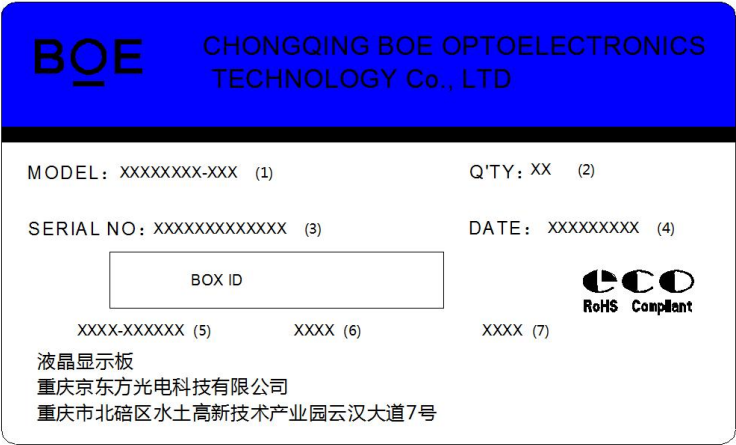 BOE
CHONGQING BOE OPTOELECTRONICS
TECHNOLOGY Co., LTD
MODEL: XXXXXXXX-XXX (1)
Q'TY: XX (2)
SERIAL NO: XXXXXXXXXXXXX (3)
DATE: XXXXXXXXX (4)
BOX ID
eco
RoHS Compliant
XXXX-XXXXXX (5) XXXX (6) XXXX (7)
液晶显示板
重庆京东方光电科技有限公司
重庆市北碚区水土高新技术产业园云汉大道7号